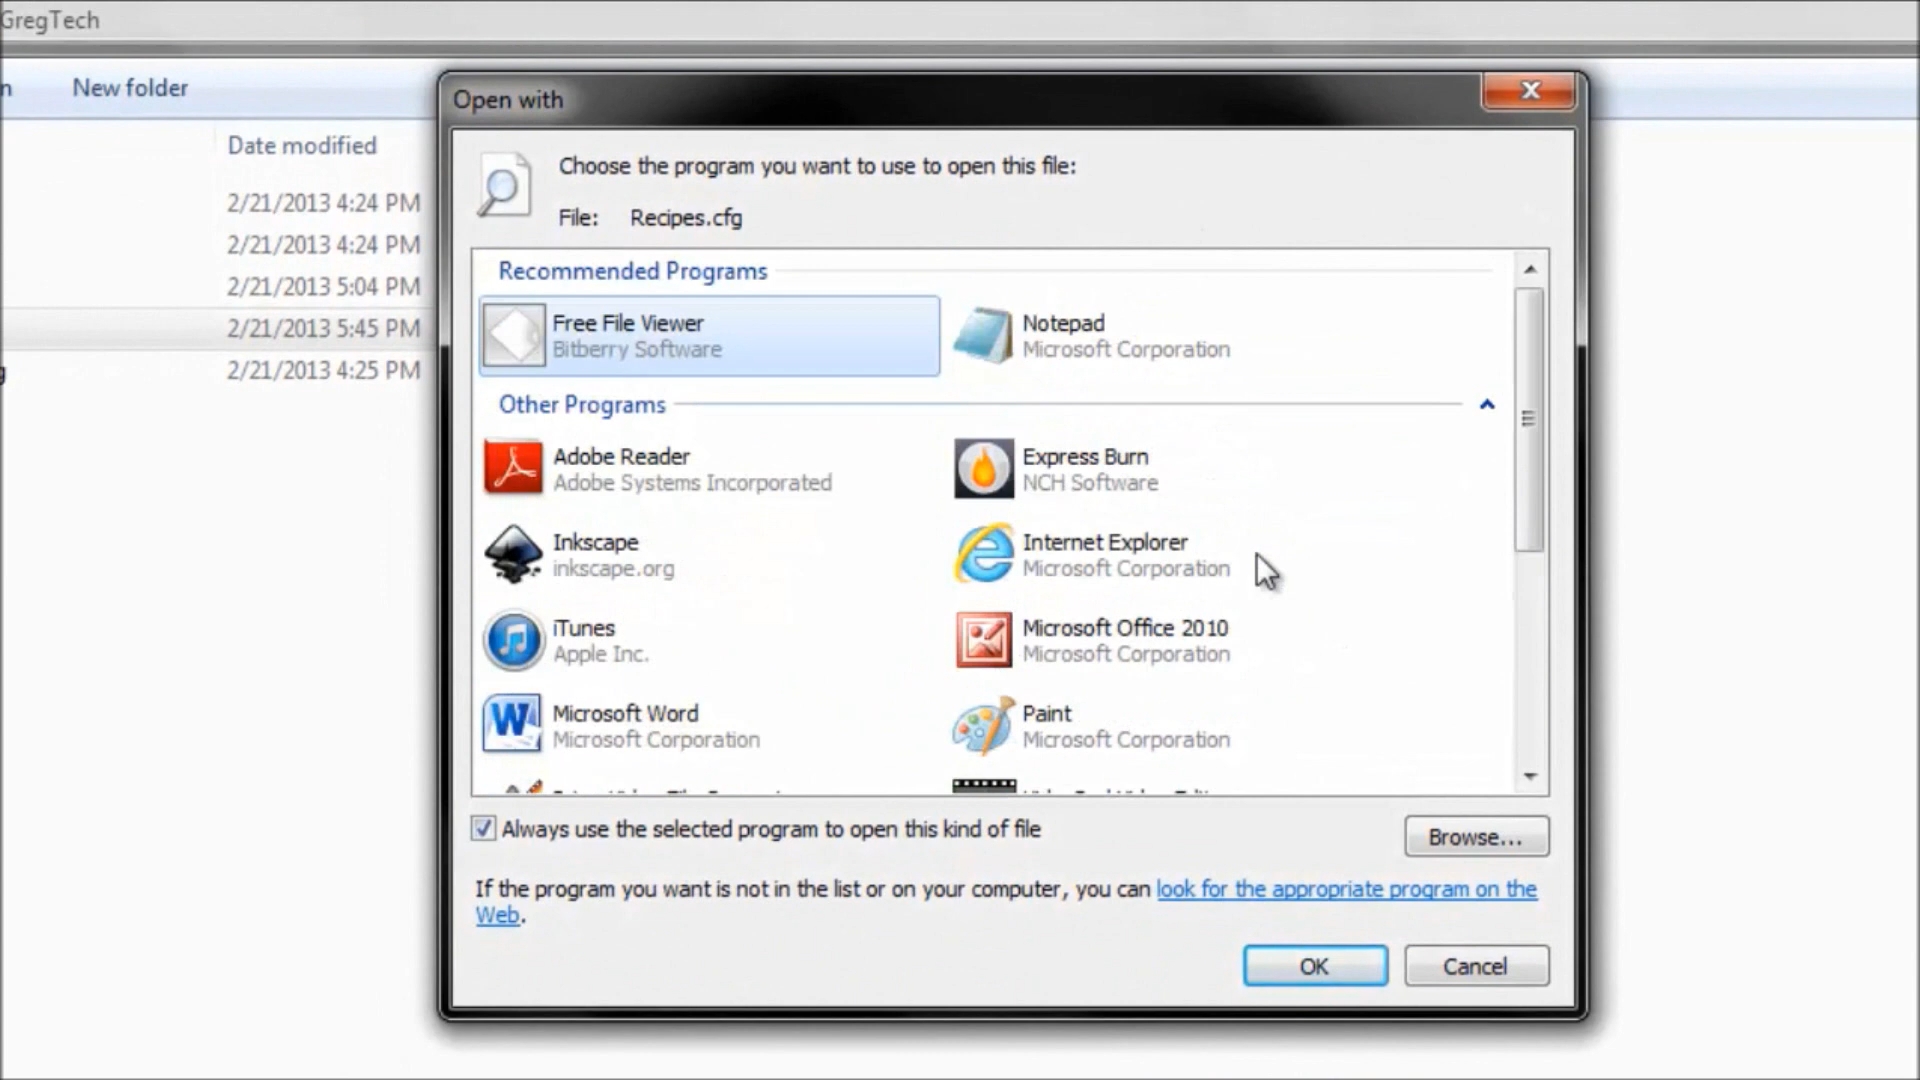 GregTech
New folder
Date modified
2/21/2013 4:24 PM
2/21/2013 4:24 PM
2/21/2013 5:04 PM
2/21/2013 5:45 PM
2/21/2013 4:25 PM
Open with
Choose the program you want to use to open this file:
File: Recipes.cfg
Recommended Programs
Free File Viewer
Bitberry Software
Notepad
Microsoft Corporation
Other Programs
Adobe Reader
Adobe Systems Incorporated
Express Burn
NCH Software
Inkscape
inkscape.org
Internet Explorer
Microsoft Corporation
iTunes
Apple Inc.
Microsoft Office 2010
Microsoft Corporation
Microsoft Word
Microsoft Corporation
Paint
Microsoft Corporation
Always use the selected program to open this kind of file
Browse...
If the program you want is not in the list or on your computer, you can look for the appropriate program on the
Web.
OK
Cancel